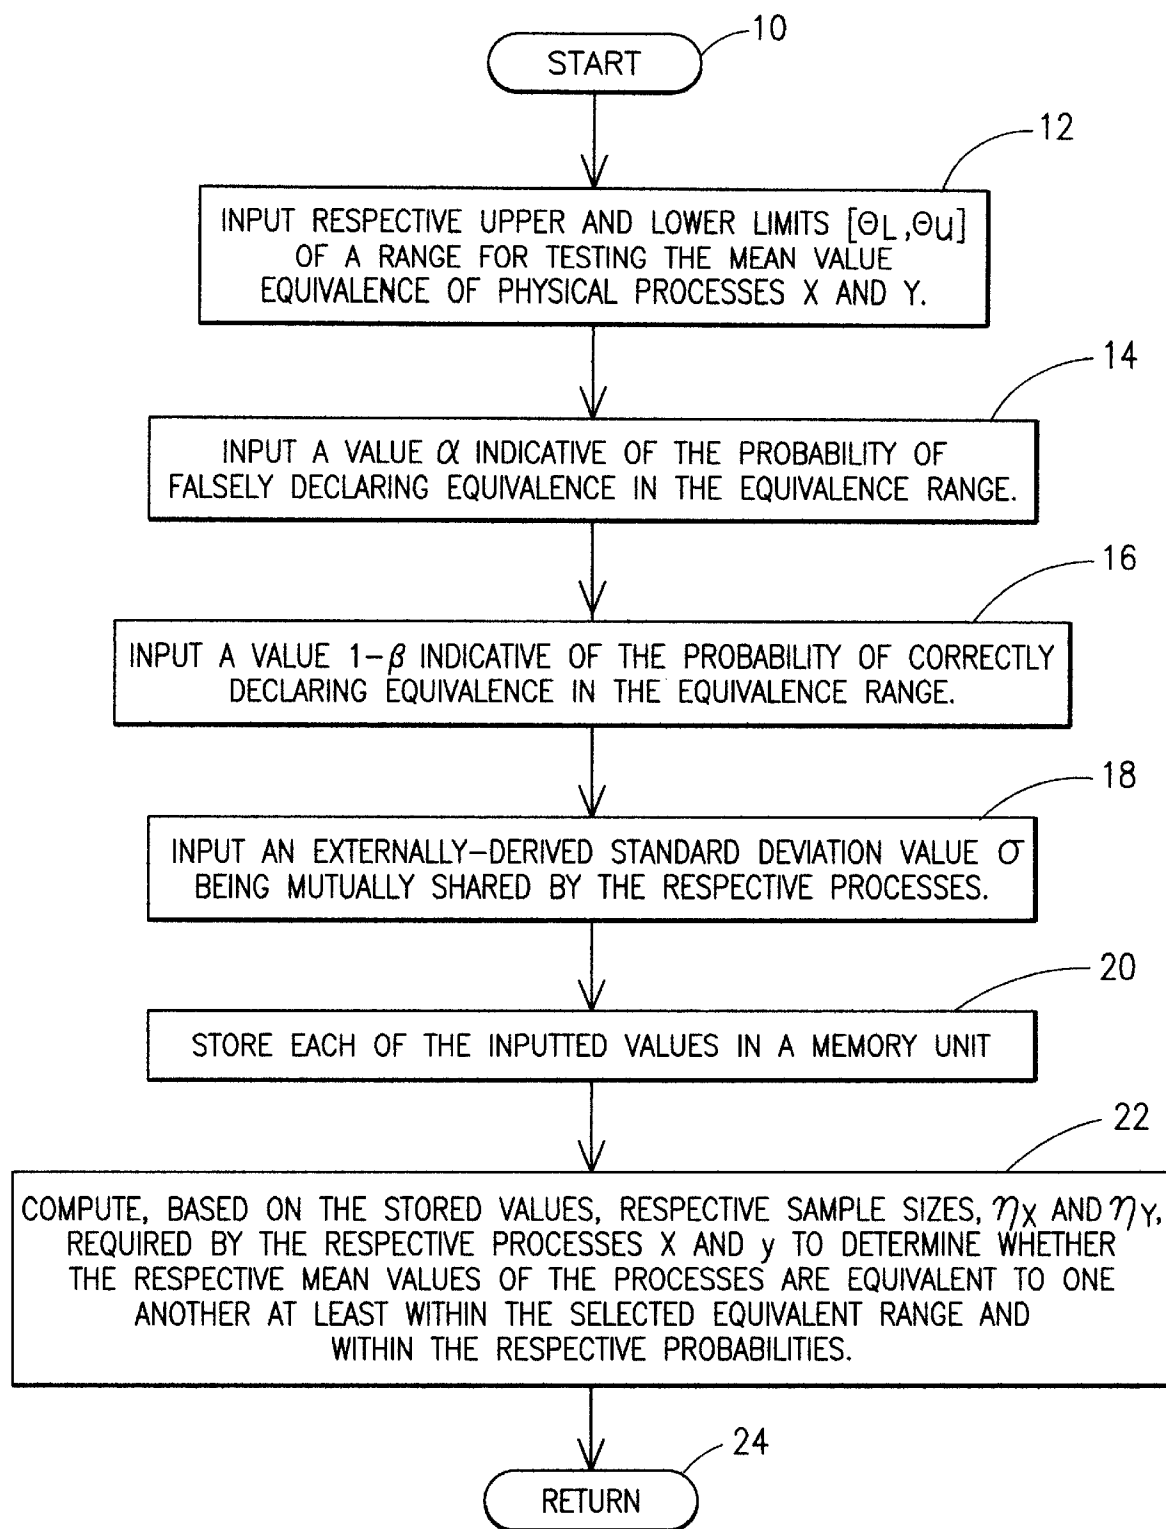 10
START
12
INPUT RESPECTIVE UPPER AND LOWER LIMITS [ΘL,ΘU]
OF A RANGE FOR TESTING THE MEAN VALUE
EQUIVALENCE OF PHYSICAL PROCESSES X AND Y.
14
INPUT A VALUE α INDICATIVE OF THE PROBABILITY OF
FALSELY DECLARING EQUIVALENCE IN THE EQUIVALENCE RANGE.
16
INPUT A VALUE 1-β INDICATIVE OF THE PROBABILITY OF CORRECTLY
DECLARING EQUIVALENCE IN THE EQUIVALENCE RANGE.
18
INPUT AN EXTERNALLY-DERIVED STANDARD DEVIATION VALUE σ
BEING MUTUALLY SHARED BY THE RESPECTIVE PROCESSES.
20
STORE EACH OF THE INPUTTED VALUES IN A MEMORY UNIT
22
COMPUTE, BASED ON THE STORED VALUES, RESPECTIVE SAMPLE SIZES, ηX AND ηY,
REQUIRED BY THE RESPECTIVE PROCESSES X AND y TO DETERMINE WHETHER
THE RESPECTIVE MEAN VALUES OF THE PROCESSES ARE EQUIVALENT TO ONE
ANOTHER AT LEAST WITHIN THE SELECTED EQUIVALENT RANGE AND
WITHIN THE RESPECTIVE PROBABILITIES.
24
RETURN